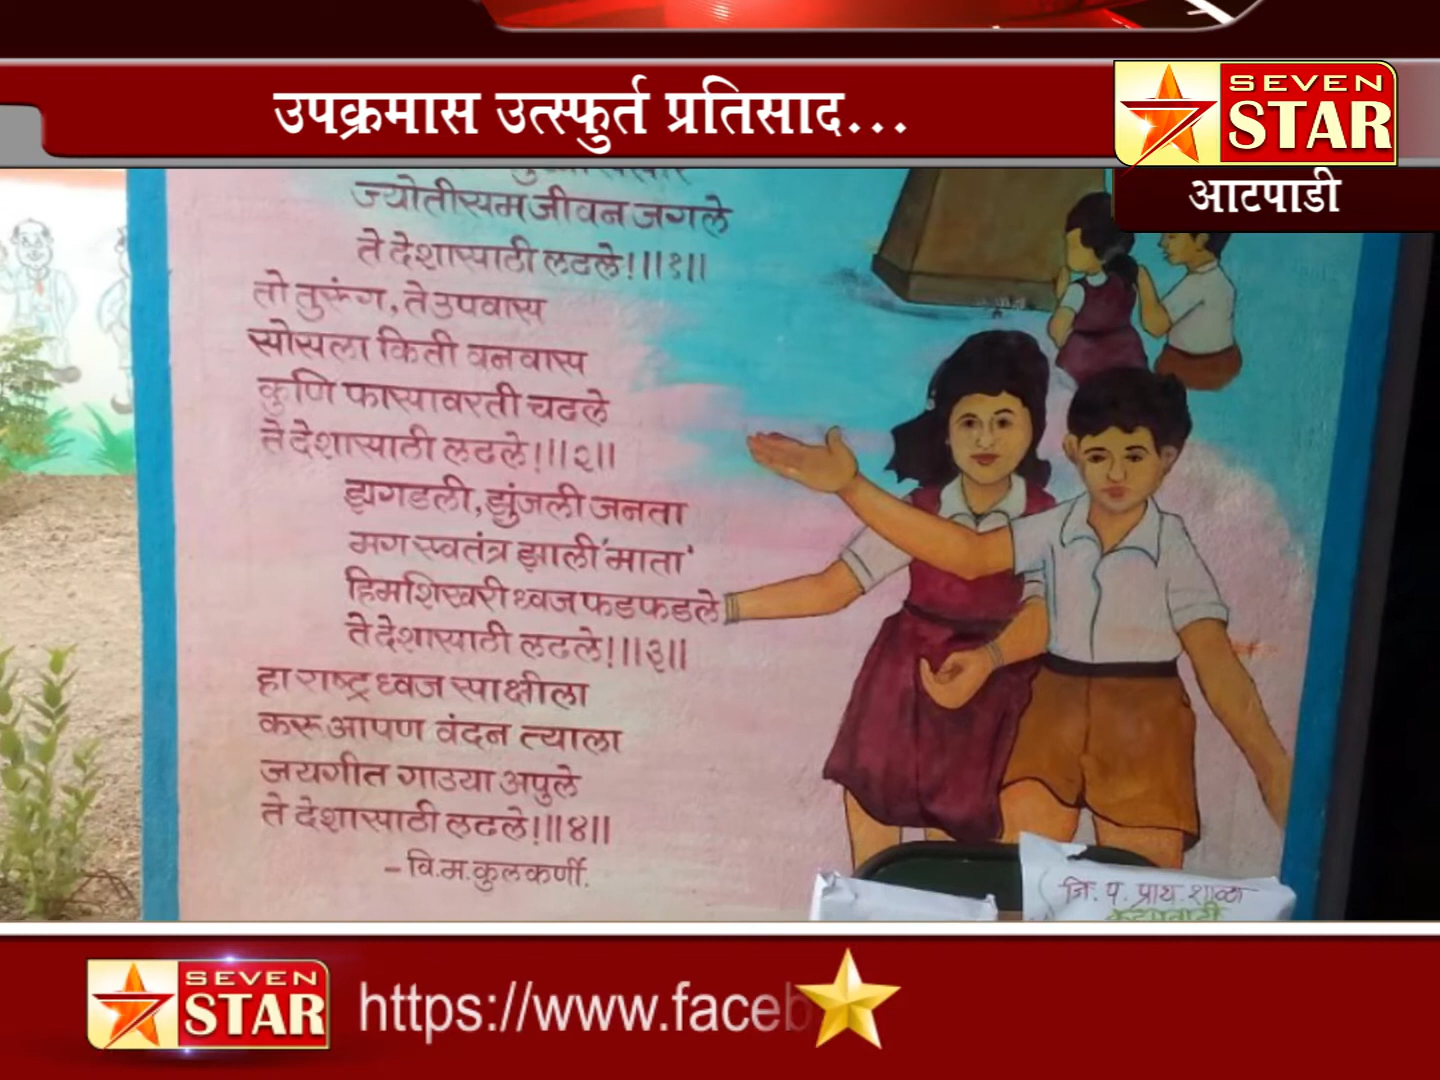 उपक्रमास उत्स्फुर्त प्रतिसाद...
SEVEN
STAR
आटपाडी
ज्योतीसम जीवन जगले
ते देशासाठी लढले!॥१॥
तो तुरूंग, ते उपवास
सोसला किती वनवास
कुणि फासावरती चढले
ते देशासाठी लढले!॥२॥
झगडली, झुंजली जनता
मग स्वतंत्र झाली 'माता'
हिमशिखरी ध्वज फडफडले
ते देशासाठी लढले!॥३॥
हा राष्ट्रध्वज साक्षीला
करू आपण वंदन त्याला
जयगीत गाउया अपुले
ते देशासाठी लढले!॥४॥
- वि.म.कुलकर्णी.
जि. प. प्राथ. शाळा
SEVEN
STAR
https://www.faceb